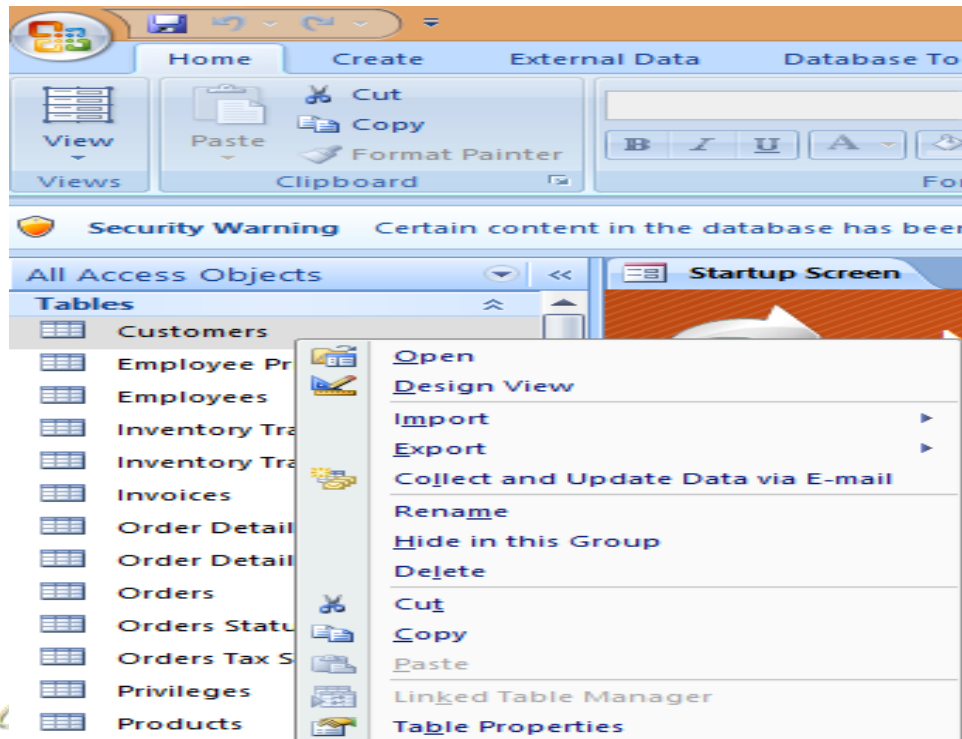 Home Create External Data Database To
View Paste Cut
Copy
Format Painter
B I U A
Views Clipboard Fo
Security Warning Certain content in the database has been
All Access Objects Startup Screen
Tables
Customers
Employee Pr
Employees
Inventory Tra
Inventory Tra
Invoices
Order Detail
Order Detail
Orders
Orders Statu
Orders Tax S
Privileges
Products
Open
Design View
Import
Export
Collect and Update Data via E-mail
Rename
Hide in this Group
Delete
Cut
Copy
Paste
Linked Table Manager
Table Properties